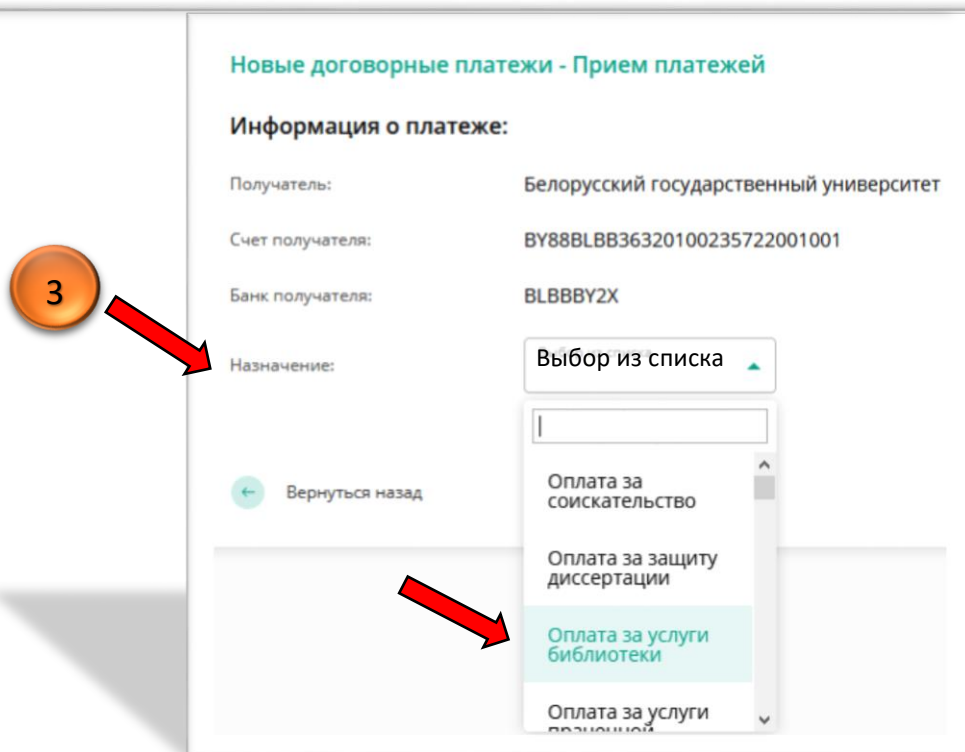 Новые договорные платежи - Прием платежей
Информация о платеже:
Получатель: Белорусский государственный университет
Счет получателя: BY88BLBB36320100235722001001
3
Банк получателя: BLBBBY2X
Назначение: Выбор из списка
Оплата за
соискательство
Вернуться назад
Оплата за защиту
диссертации
Оплата за услуги
библиотеки
Оплата за услуги